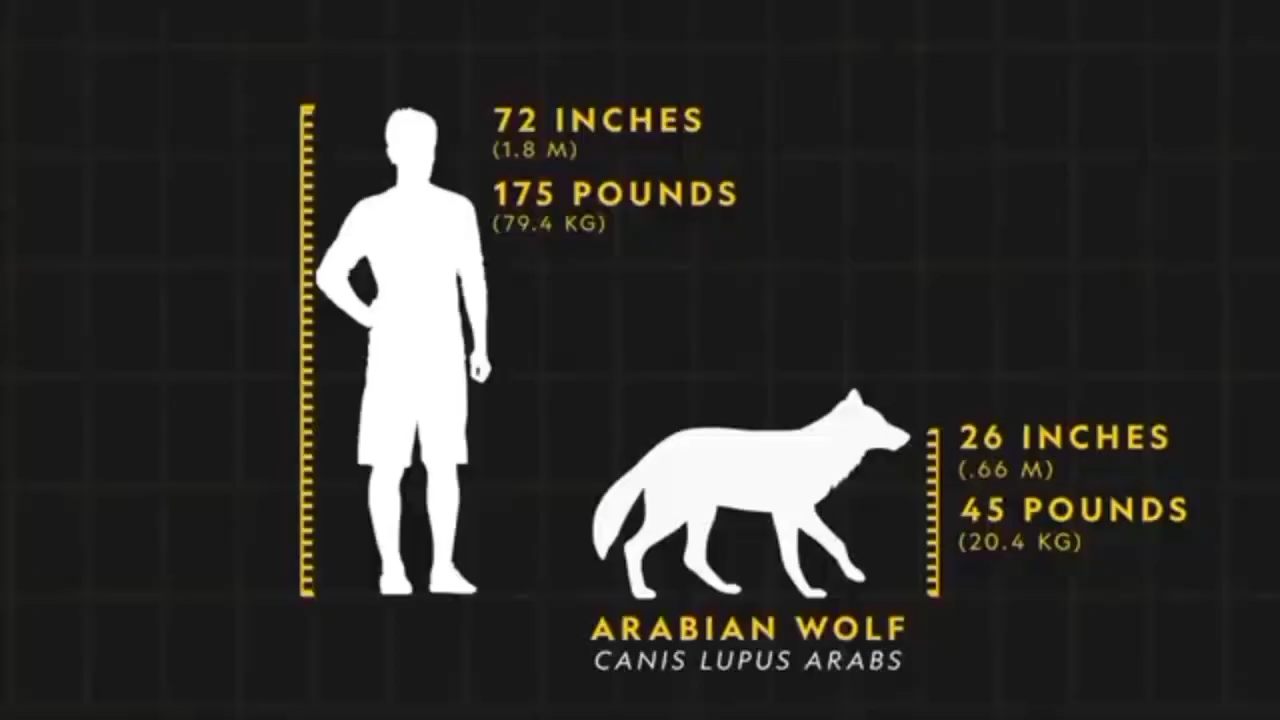 72 INCHES
(1.8 M)
175 POUNDS
(79.4 KG)
26 INCHES
(.66 M)
45 POUNDS
(20.4 KG)
ARABIAN WOLF
CANIS LUPUS ARABS